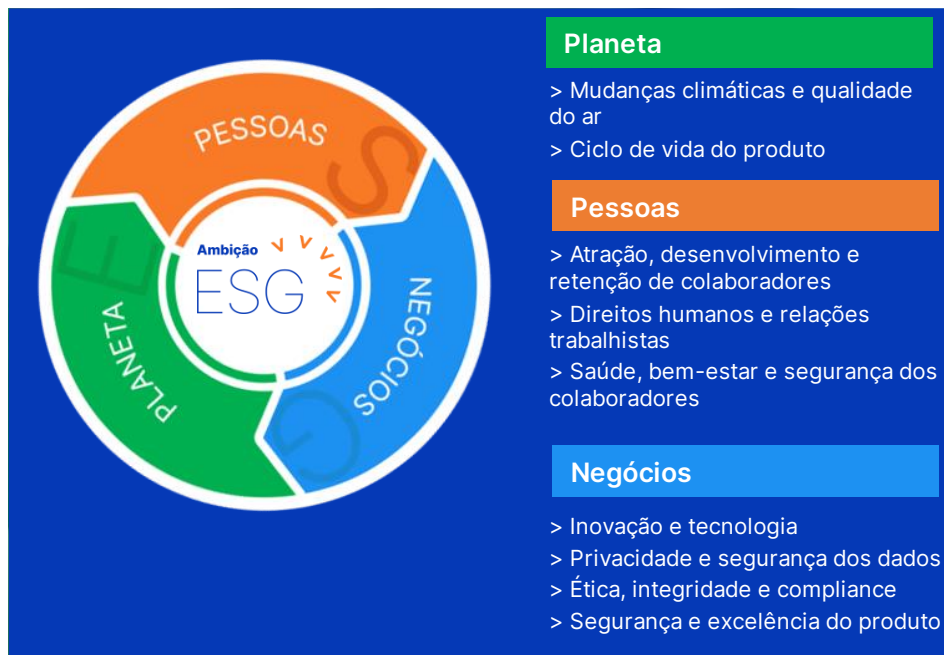 PESSOAS
S
E
Ambição
ESG
PLANETA
NEGÓCIOS
G
Planeta
> Mudanças climáticas e qualidade
do ar
> Ciclo de vida do produto
Pessoas
> Atração, desenvolvimento e
retenção de colaboradores
> Direitos humanos e relações
trabalhistas
> Saúde, bem-estar e segurança dos
colaboradores
Negócios
> Inovação e tecnologia
> Privacidade e segurança dos dados
> Ética, integridade e compliance
> Segurança e excelência do produto